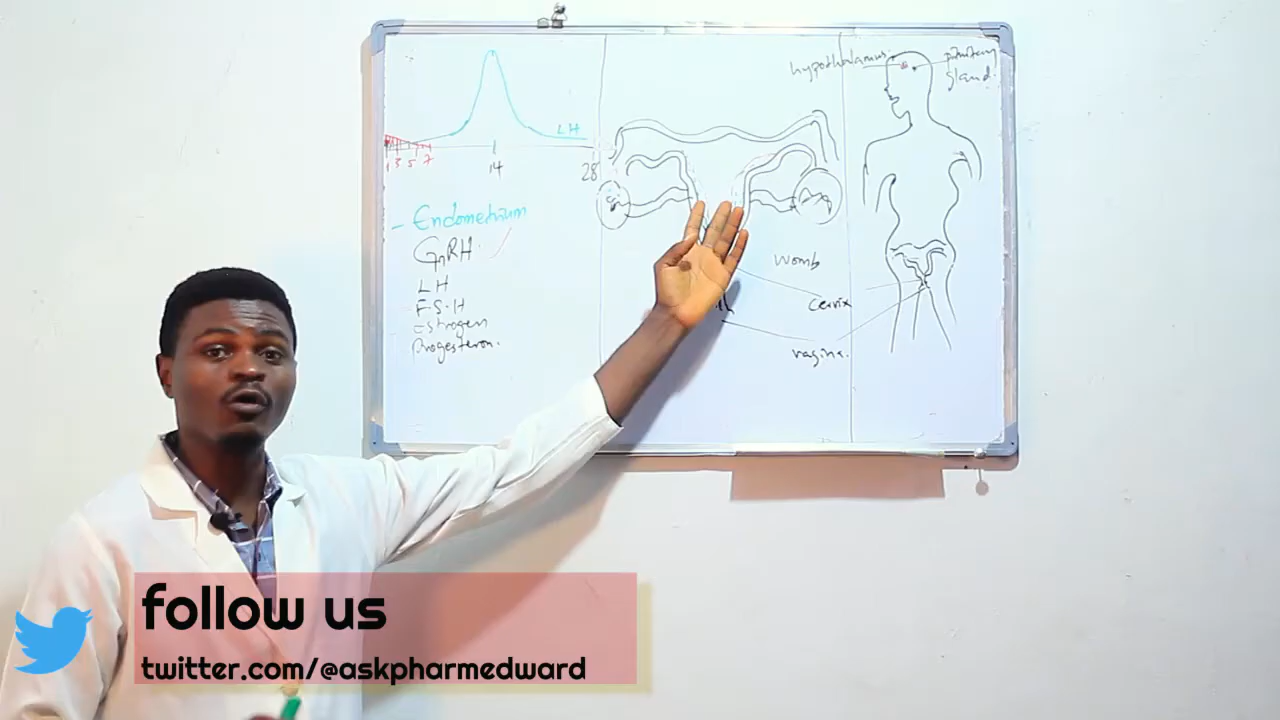 LH
1 3 5 7
14
28
- Endometrium
GnRH
LH
F.S.H
Estrogen
Progesteron.
womb
cervix
vagina.
hypothalamus
pituitary
gland
follow us
twitter.com/@askpharmedward